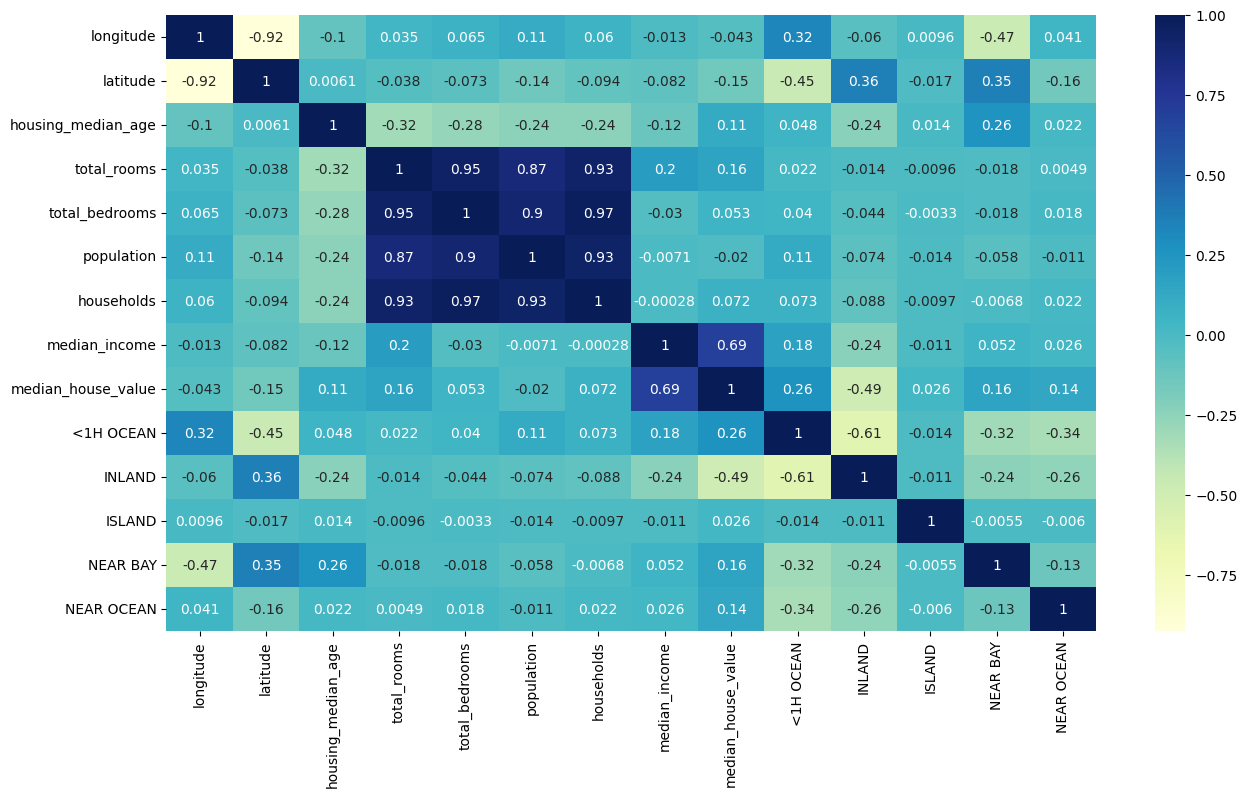 longitude 1 -0.92 -0.1 0.035 0.065 0.11 0.06 -0.013 -0.043 0.32 -0.06 0.0096 -0.47 0.041
latitude -0.92 1 0.0061 -0.038 -0.073 -0.14 -0.094 -0.082 -0.15 -0.45 0.36 -0.017 0.35 -0.16
housing_median_age -0.1 0.0061 1 -0.32 -0.28 -0.24 -0.24 -0.12 0.11 0.048 -0.24 0.014 0.26 0.022
total_rooms 0.035 -0.038 -0.32 1 0.95 0.87 0.93 0.2 0.16 0.022 -0.014 -0.0096 -0.018 0.0049
total_bedrooms 0.065 -0.073 -0.28 0.95 1 0.9 0.97 -0.03 0.053 0.04 -0.044 -0.0033 -0.018 0.018
population 0.11 -0.14 -0.24 0.87 0.9 1 0.93 -0.0071 -0.02 0.11 -0.074 -0.014 -0.058 -0.011
households 0.06 -0.094 -0.24 0.93 0.97 0.93 1 -0.00028 0.072 0.073 -0.088 -0.0097 -0.0068 0.022
median_income -0.013 -0.082 -0.12 0.2 -0.03 -0.0071 -0.00028 1 0.69 0.18 -0.24 -0.011 0.052 0.026
median_house_value -0.043 -0.15 0.11 0.16 0.053 -0.02 0.072 0.69 1 0.26 -0.49 0.026 0.16 0.14
<1H OCEAN 0.32 -0.45 0.048 0.022 0.04 0.11 0.073 0.18 0.26 1 -0.61 -0.014 -0.32 -0.34
INLAND -0.06 0.36 -0.24 -0.014 -0.044 -0.074 -0.088 -0.24 -0.49 -0.61 1 -0.011 -0.24 -0.26
ISLAND 0.0096 -0.017 0.014 -0.0096 -0.0033 -0.014 -0.0097 -0.011 0.026 -0.014 -0.011 1 -0.0055 -0.006
NEAR BAY -0.47 0.35 0.26 -0.018 -0.018 -0.058 -0.0068 0.052 0.16 -0.32 -0.24 -0.0055 1 -0.13
NEAR OCEAN 0.041 -0.16 0.022 0.0049 0.018 -0.011 0.022 0.026 0.14 -0.34 -0.26 -0.006 -0.13 1
longitude
latitude
housing_median_age
total_rooms
total_bedrooms
population
households
median_income
median_house_value
<1H OCEAN
INLAND
ISLAND
NEAR BAY
NEAR OCEAN
1.00
0.75
0.50
0.25
0.00
-0.25
-0.50
-0.75